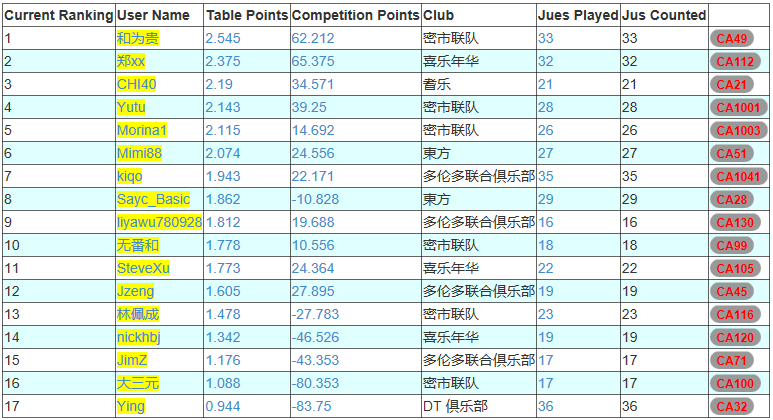 Current Ranking User Name Table Points Competition Points Club Jues Played Jus Counted
1 和为贵 2.545 62.212 密市联队 33 33 CA49
2 郑xx 2.375 65.375 喜乐年华 32 32 CA112
3 CHI40 2.19 34.571 耆乐 21 21 CA21
4 Yutu 2.143 39.25 密市联队 28 28 CA1001
5 Morina1 2.115 14.692 密市联队 26 26 CA1003
6 Mimi88 2.074 24.556 東方 27 27 CA51
7 kiqo 1.943 22.171 多伦多联合俱乐部 35 35 CA1041
8 Sayc_Basic 1.862 -10.828 東方 29 29 CA28
9 liyawu780928 1.812 19.688 多伦多联合俱乐部 16 16 CA130
10 无番和 1.778 10.556 密市联队 18 18 CA99
11 SteveXu 1.773 24.364 喜乐年华 22 22 CA105
12 Jzeng 1.605 27.895 多伦多联合俱乐部 19 19 CA45
13 林佩成 1.478 -27.783 密市联队 23 23 CA116
14 nickhbj 1.342 -46.526 喜乐年华 19 19 CA120
15 JimZ 1.176 -43.353 多伦多联合俱乐部 17 17 CA71
16 大三元 1.088 -80.353 密市联队 17 17 CA100
17 Ying 0.944 -83.75 DT 俱乐部 36 36 CA32